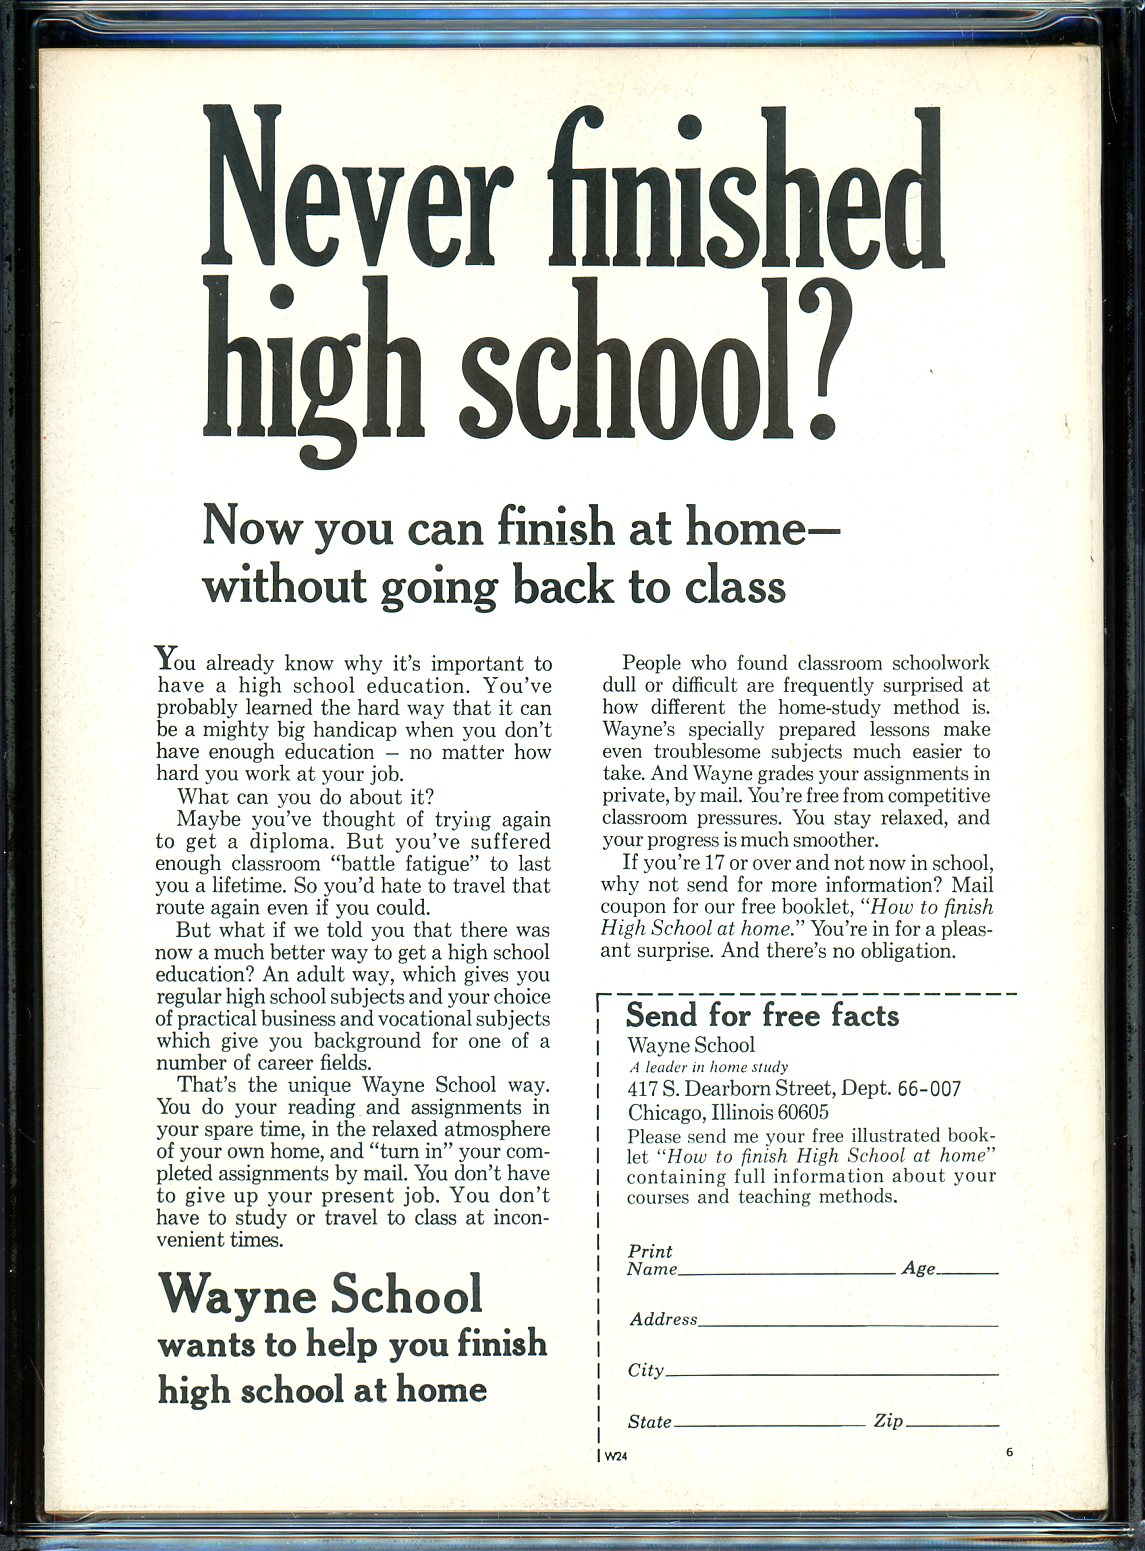 Never finished
high school?
Now you can finish at home—
without going back to class
You already know why it's important to
have a high school education. You've
probably learned the hard way that it can
be a mighty big handicap when you don't
have enough education — no matter how
hard you work at your job.
What can you do about it?
Maybe you've thought of trying again
to get a diploma. But you've suffered
enough classroom “battle fatigue” to last
you a lifetime. So you'd hate to travel that
route again even if you could.
But what if we told you that there was
now a much better way to get a high school
education? An adult way, which gives you
regular high school subjects and your choice
of practical business and vocational subjects
which give you background for one of a
number of career fields.
That's the unique Wayne School way.
You do your reading and assignments in
your spare time, in the relaxed atmosphere
of your own home, and “turn in” your com-
pleted assignments by mail. You don't have
to give up your present job. You don't
have to study or travel to class at incon-
venient times.
Wayne School
wants to help you finish
high school at home
People who found classroom schoolwork
dull or difficult are frequently surprised at
how different the home-study method is.
Wayne's specially prepared lessons make
even troublesome subjects much easier to
take. And Wayne grades your assignments in
private, by mail. You're free from competitive
classroom pressures. You stay relaxed, and
your progress is much smoother.
If you're 17 or over and not now in school,
why not send for more information? Mail
coupon for our free booklet, “How to finish
High School at home.” You're in for a pleas-
ant surprise. And there's no obligation.
Send for free facts
Wayne School
A leader in home study
417 S. Dearborn Street, Dept. 66-007
Chicago, Illinois 60605
Please send me your free illustrated book-
let “How to finish High School at home”
containing full information about your
courses and teaching methods.
Print
Name Age
Address
City
State Zip
W24 6